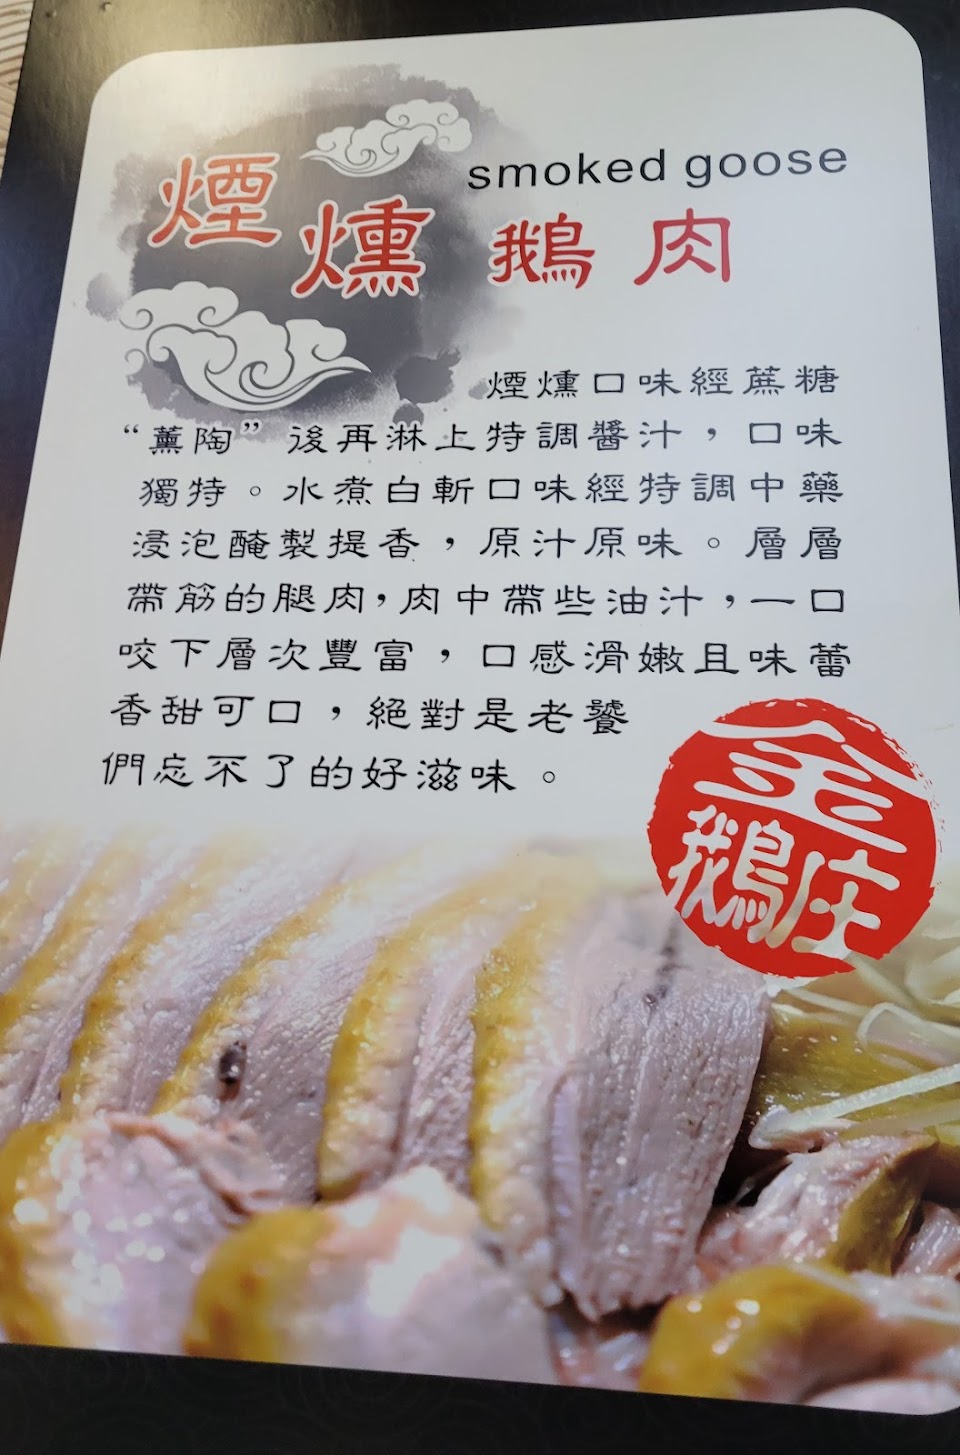 smoked goose
煙燻鵝肉
煙燻口味經蔗糖
“薰陶”後再淋上特調醬汁，口味
獨特。水煮白斬口味經特調中藥
浸泡醃製提香，原汁原味。層層
帶筋的腿肉，肉中帶些油汁，一口
咬下層次豐富，口感滑嫩且味蕾
香甜可口，絕對是老饕
們忘不了的好滋味。
金
鵝庄